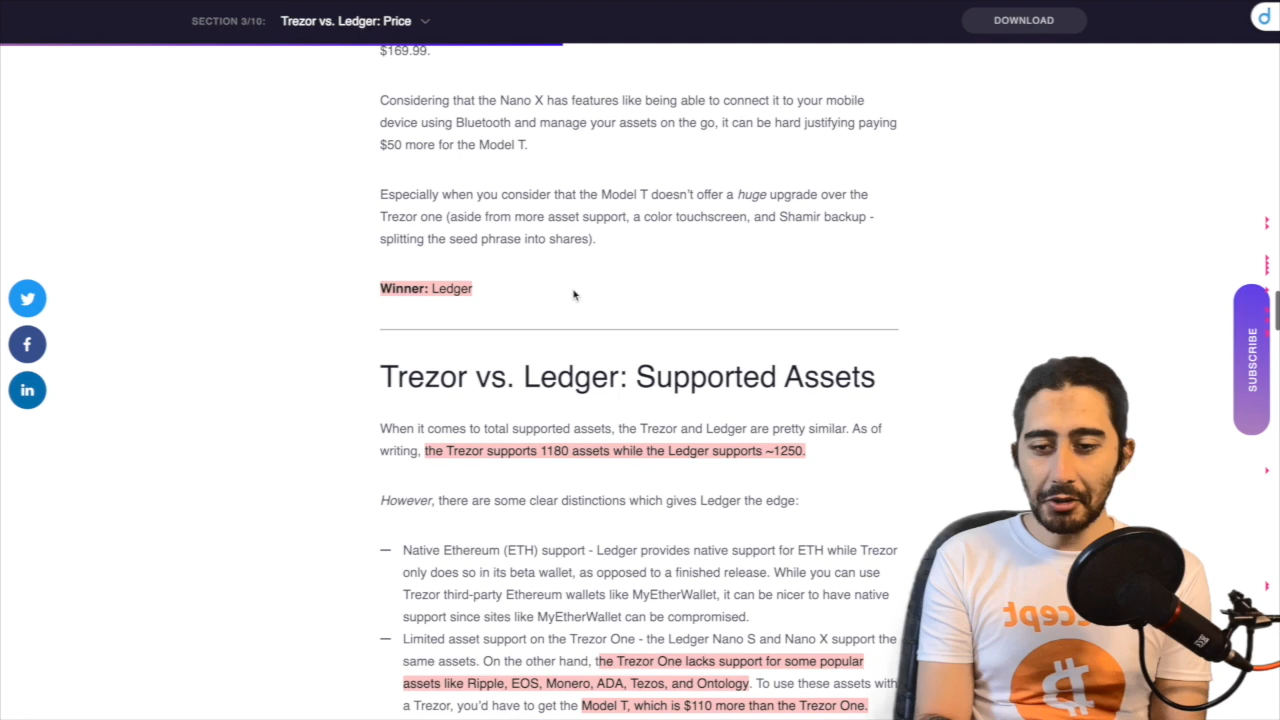 SECTION 3/10: Trezor vs. Ledger: Price
DOWNLOAD
$169.99.
Considering that the Nano X has features like being able to connect it to your mobile
device using Bluetooth and manage your assets on the go, it can be hard justifying paying
$50 more for the Model T.
Especially when you consider that the Model T doesn't offer a huge upgrade over the
Trezor one (aside from more asset support, a color touchscreen, and Shamir backup -
splitting the seed phrase into shares).
Winner: Ledger
SUBSCRIBE
Trezor vs. Ledger: Supported Assets
When it comes to total supported assets, the Trezor and Ledger are pretty similar. As of
writing, the Trezor supports 1180 assets while the Ledger supports ~1250.
However, there are some clear distinctions which gives Ledger the edge:
— Native Ethereum (ETH) support - Ledger provides native support for ETH while Trezor
only does so in its beta wallet, as opposed to a finished release. While you can use
Trezor third-party Ethereum wallets like MyEtherWallet, it can be nicer to have native
support since sites like MyEtherWallet can be compromised.
— Limited asset support on the Trezor One - the Ledger Nano S and Nano X support the
same assets. On the other hand, the Trezor One lacks support for some popular
assets like Ripple, EOS, Monero, ADA, Tezos, and Ontology. To use these assets with
a Trezor, you'd have to get the Model T, which is $110 more than the Trezor One.